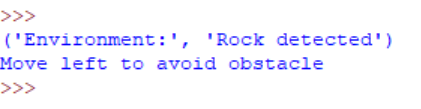 >>>
('Environment:', 'Rock detected')
Move left to avoid obstacle
>>>